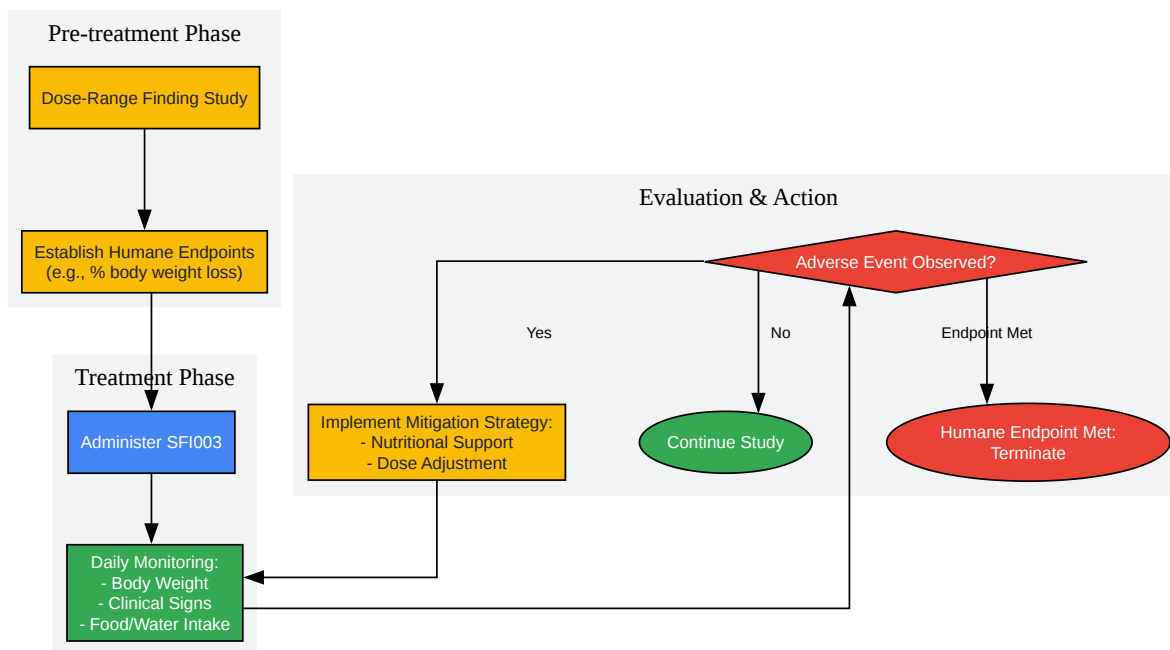 Pre-treatment Phase
Dose-Range Finding Study
Establish Humane Endpoints
(e.g., % body weight loss)
Treatment Phase
Administer SFI003
Daily Monitoring:
- Body Weight
- Clinical Signs
- Food/Water Intake
Evaluation & Action
Adverse Event Observed?
Yes
No
Endpoint Met
Implement Mitigation Strategy:
- Nutritional Support
- Dose Adjustment
Continue Study
Humane Endpoint Met:
Terminate